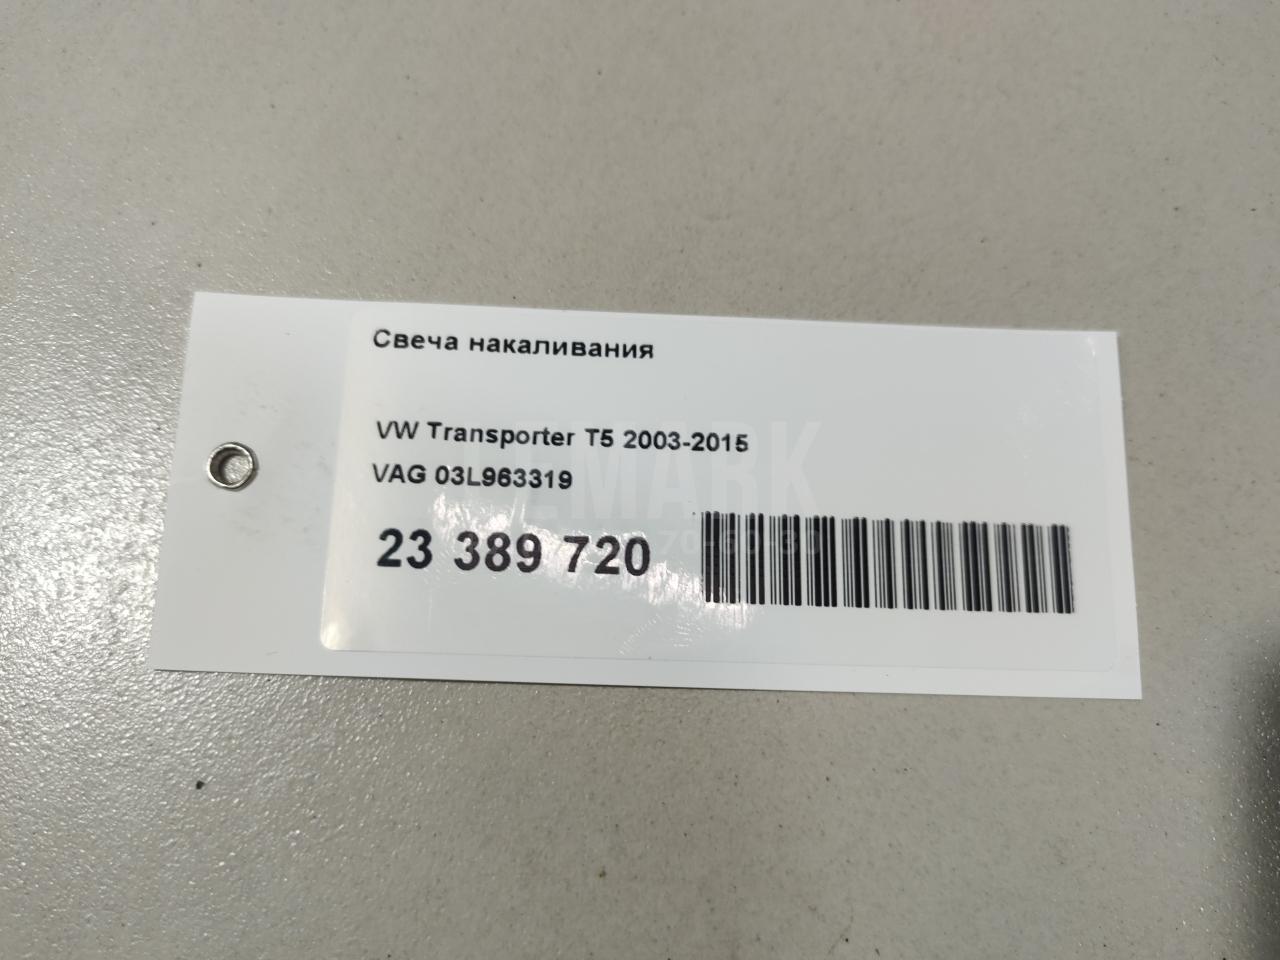 Свеча накаливания
VW Transporter T5 2003-2015
VAG 03L963319
23 389 720